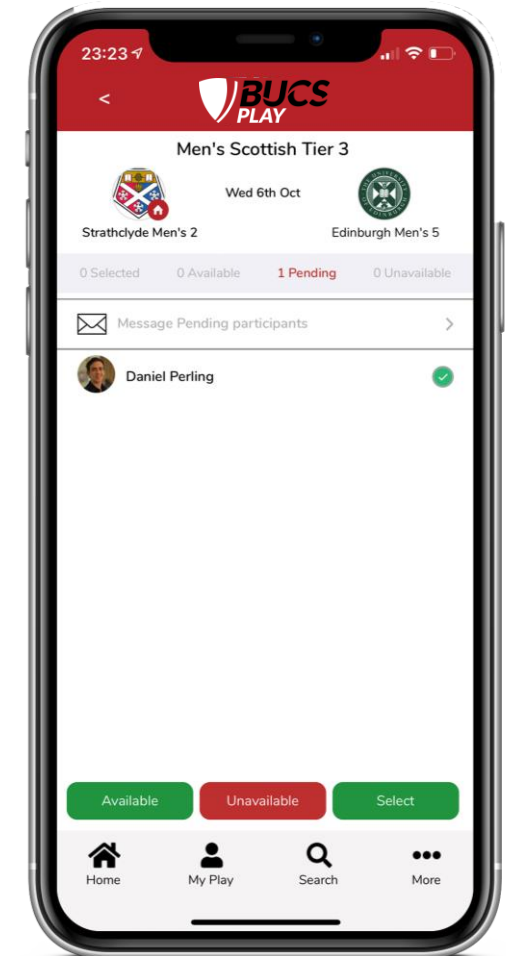 23:23
<
BUCS
PLAY
Men's Scottish Tier 3
Wed 6th Oct
Strathclyde Men's 2
Edinburgh Men's 5
0 Selected 0 Available 1 Pending 0 Unavailable
Message Pending participants >
Daniel Perling
Available Unavailable Select
Home My Play Search More